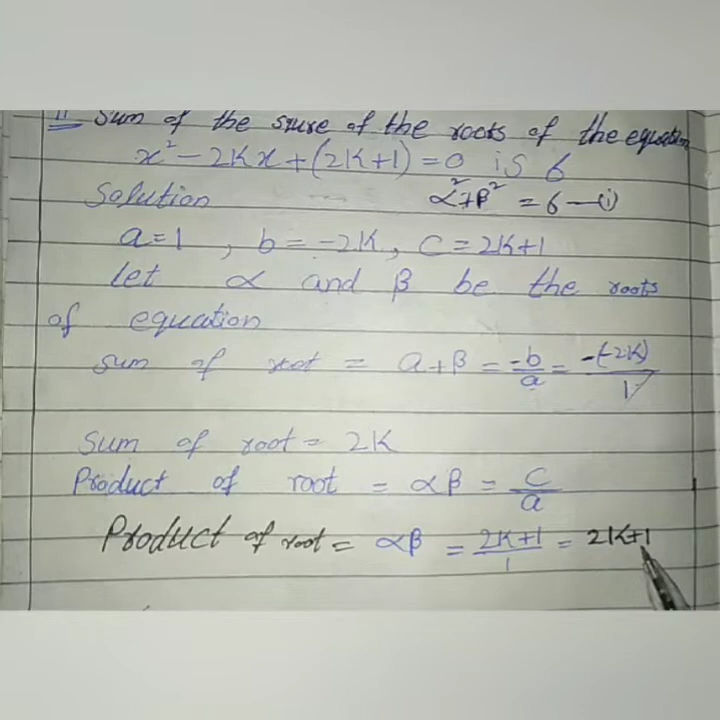 ii Sum of the squre of the roots of the equation
x² - 2Kx + (2K+1) = 0 is 6
Solution α²+β² = 6 —(i)
a=1 , b = -2K, C = 2K+1
let α and β be the roots
of equation
sum of root = α+β = -b/a = -(-2K)/1
Sum of root = 2K
Product of root = αβ = C/a
Product of root = αβ = 2K+1/1 = 2K+1